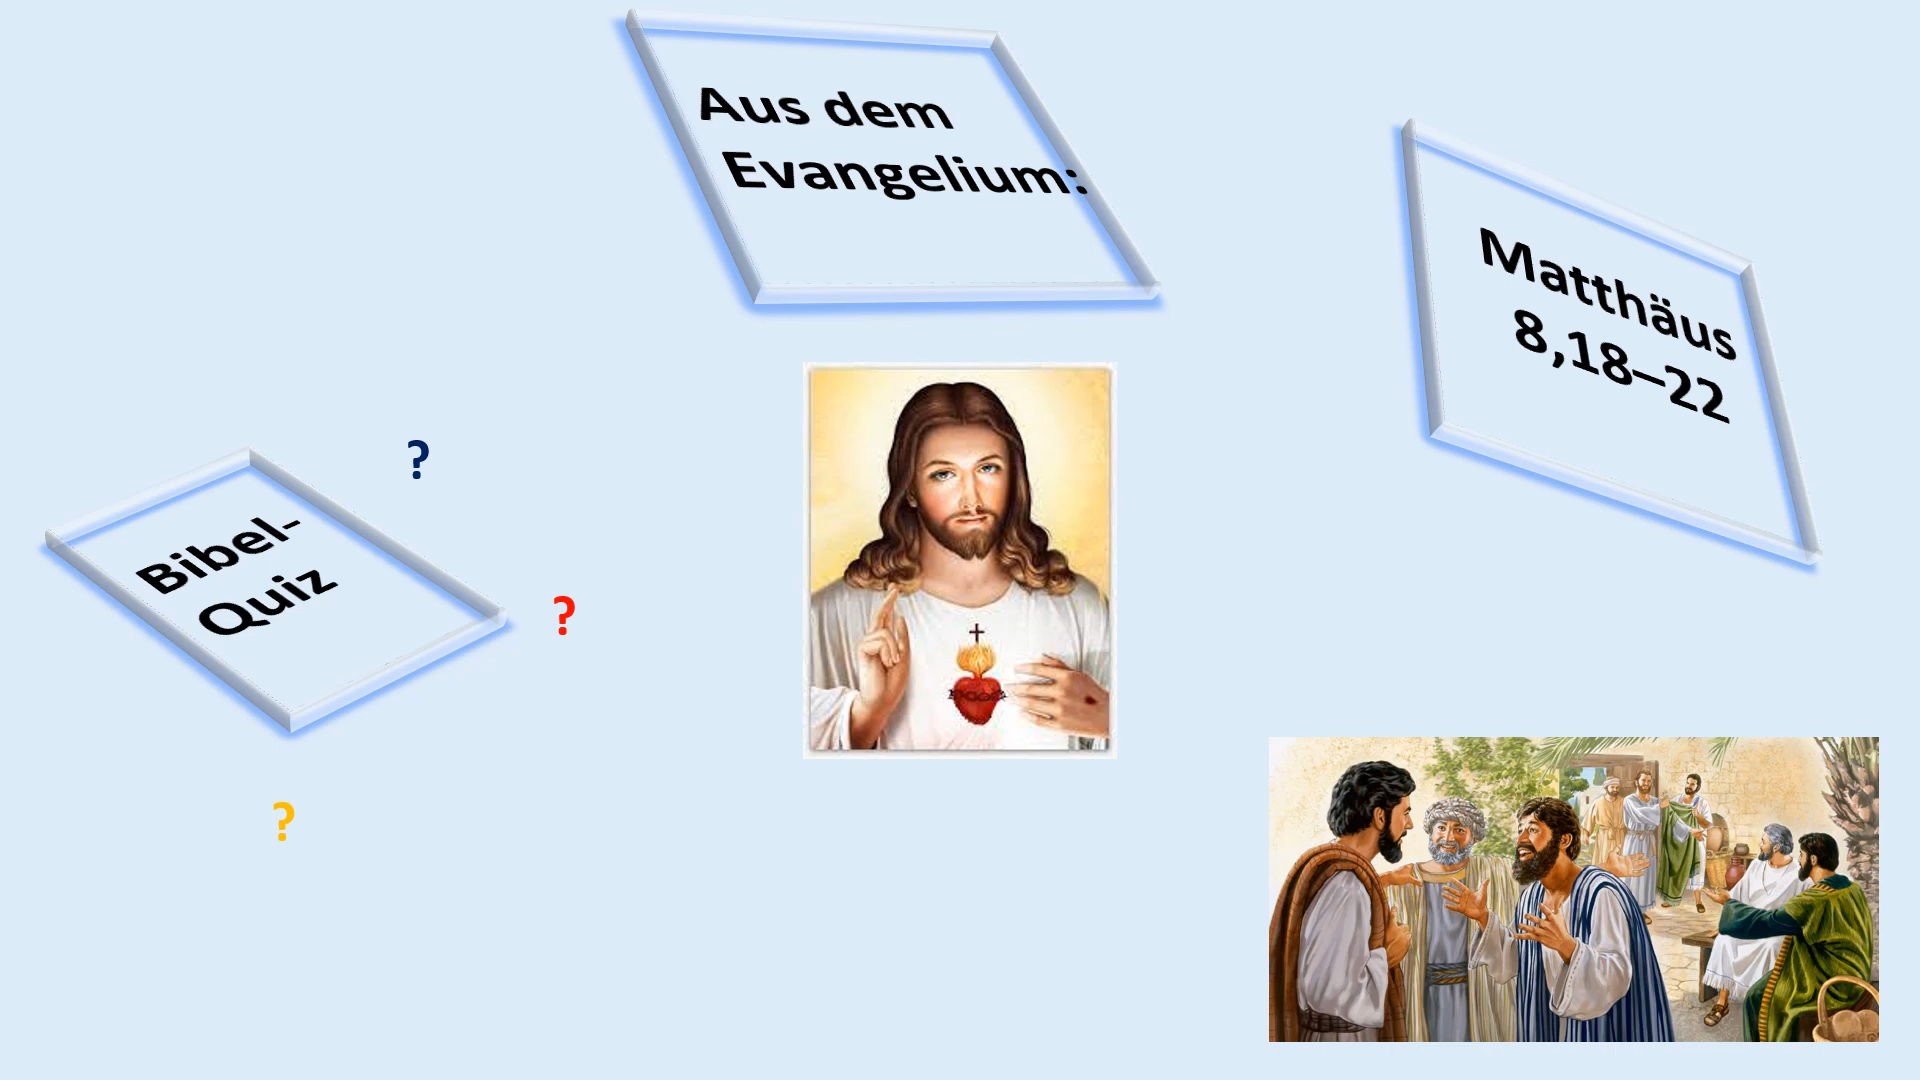 Aus dem
Evangelium:
Matthäus
8,18–22
Bibel-
Quiz
?
?
?